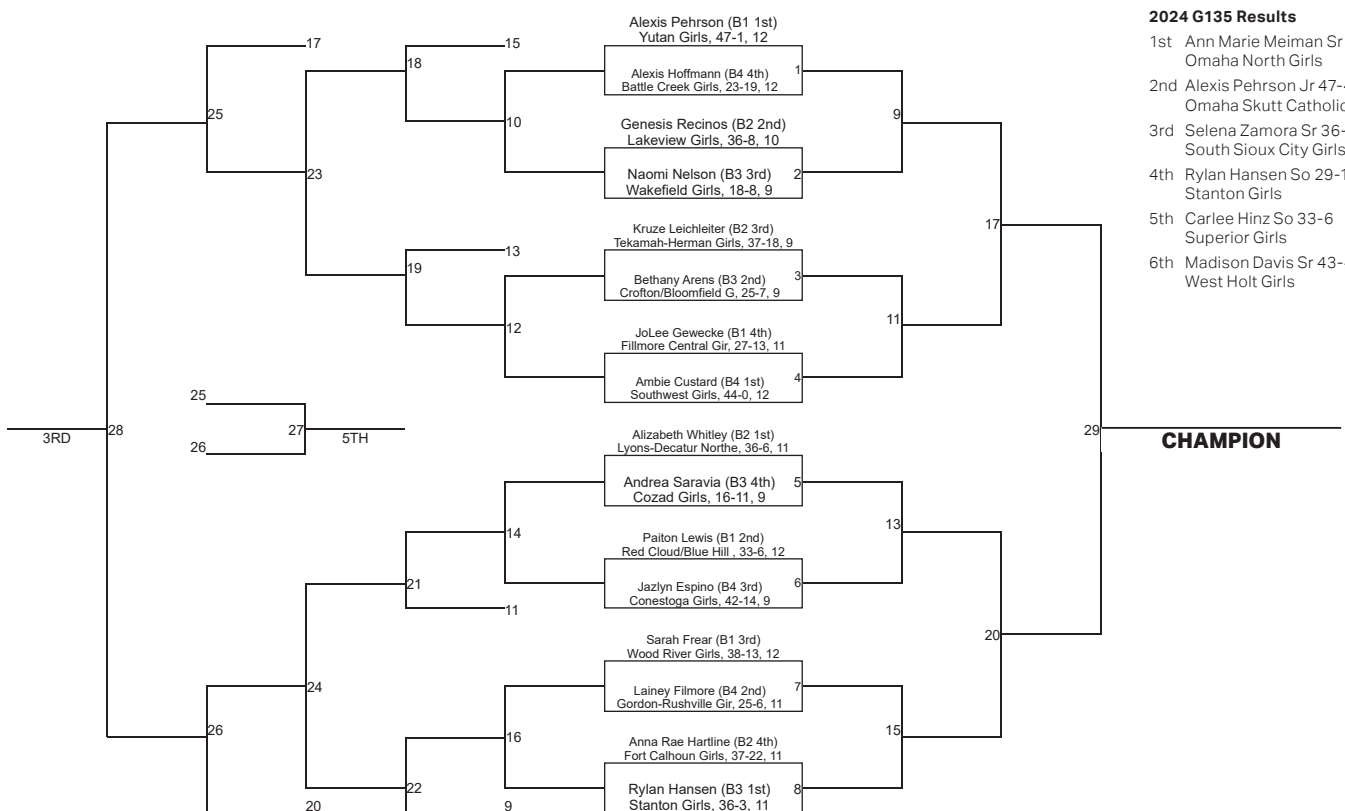 2024 G135 Results
1st Ann Marie Meiman Sr
Omaha North Girls
2nd Alexis Pehrson Jr 47-
Omaha Skutt Catholic
3rd Selena Zamora Sr 36-
South Sioux City Girls
4th Rylan Hansen So 29-1
Stanton Girls
5th Carlee Hinz So 33-6
Superior Girls
6th Madison Davis Sr 43-
West Holt Girls
Alexis Pehrson (B1 1st)
Yutan Girls, 47-1, 12
1
Alexis Hoffmann (B4 4th)
Battle Creek Girls, 23-19, 12
Genesis Recinos (B2 2nd)
Lakeview Girls, 36-8, 10
2
Naomi Nelson (B3 3rd)
Wakefield Girls, 18-8, 9
Kruze Leichleiter (B2 3rd)
Tekamah-Herman Girls, 37-18, 9
3
Bethany Arens (B3 2nd)
Crofton/Bloomfield G, 25-7, 9
JoLee Gewecke (B1 4th)
Fillmore Central Gir, 27-13, 11
4
Ambie Custard (B4 1st)
Southwest Girls, 44-0, 12
Alizabeth Whitley (B2 1st)
Lyons-Decatur Northe, 36-6, 11
5
Andrea Saravia (B3 4th)
Cozad Girls, 16-11, 9
Paiton Lewis (B1 2nd)
Red Cloud/Blue Hill , 33-6, 12
6
Jazlyn Espino (B4 3rd)
Conestoga Girls, 42-14, 9
Sarah Frear (B1 3rd)
Wood River Girls, 38-13, 12
7
Lainey Filmore (B4 2nd)
Gordon-Rushville Gir, 25-6, 11
Anna Rae Hartline (B2 4th)
Fort Calhoun Girls, 37-22, 11
8
Rylan Hansen (B3 1st)
Stanton Girls, 36-3, 11
9
11
13
15
17
20
29
CHAMPION
15
10
13
12
14
11
16
9
18
19
21
22
17
23
24
20
25
26
25
26
27
5TH
28
3RD